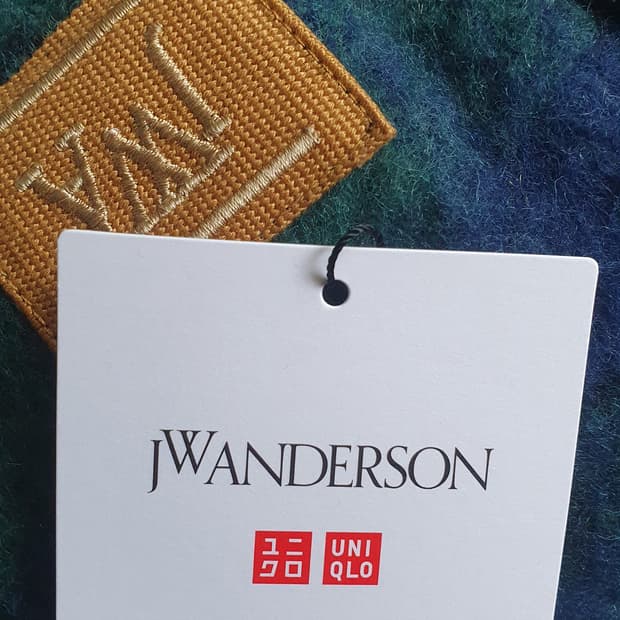 JWA
JWANDERSON
ユニ UNI
クロ QLO